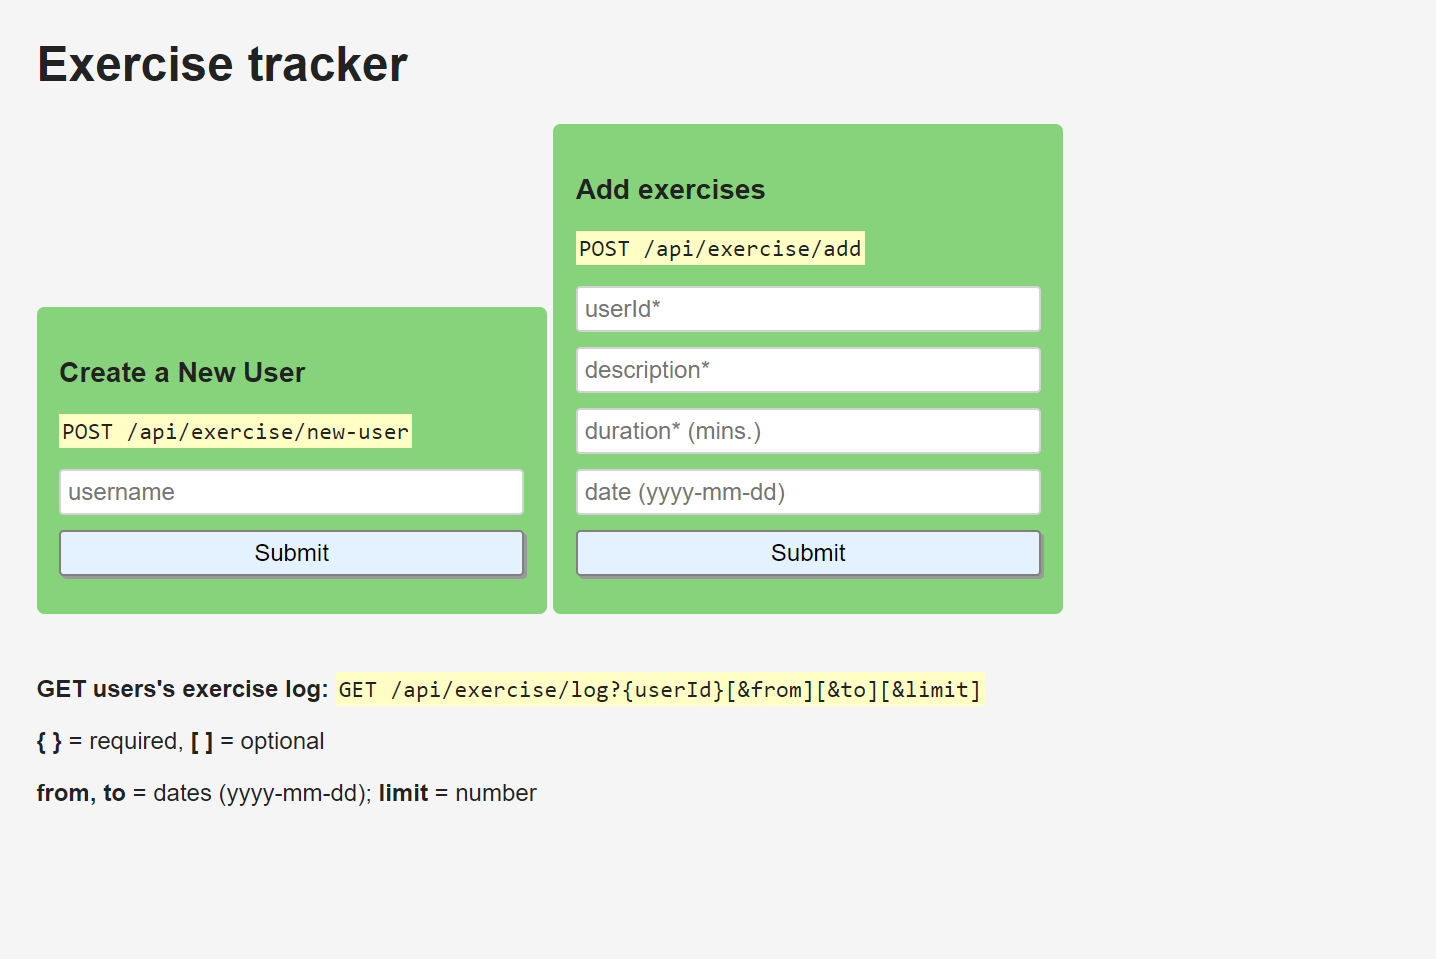 Exercise tracker
Create a New User
POST /api/exercise/new-user
username
Submit
Add exercises
POST /api/exercise/add
userId*
description*
duration* (mins.)
date (yyyy-mm-dd)
Submit
GET users's exercise log: GET /api/exercise/log?{userId}[&from][&to][&limit]
{ } = required, [ ] = optional
from, to = dates (yyyy-mm-dd); limit = number